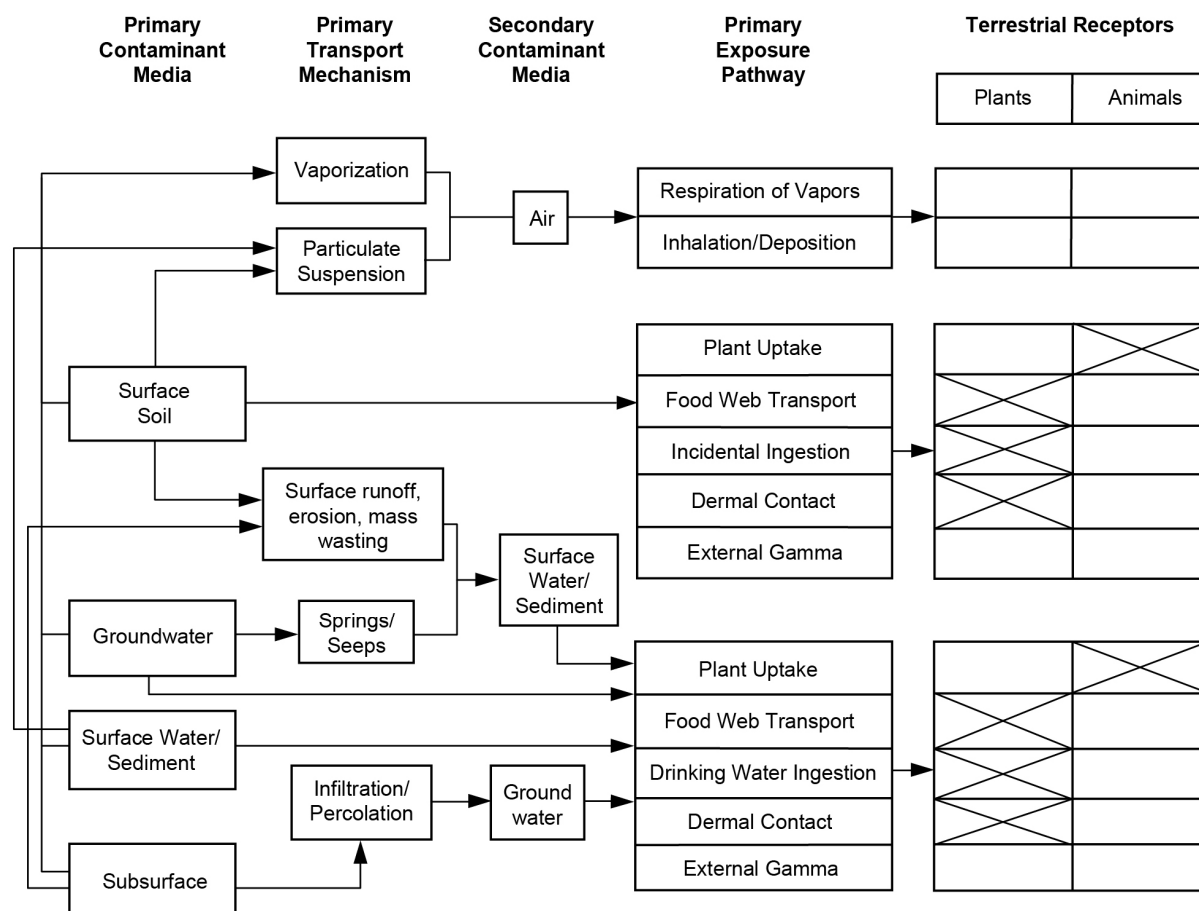 Primary
Contaminant
Media
Primary
Transport
Mechanism
Secondary
Contaminant
Media
Primary
Exposure
Pathway
Terrestrial Receptors
Plants
Animals
Vaporization
Particulate
Suspension
Air
Respiration of Vapors
Inhalation/Deposition
Surface
Soil
Plant Uptake
Food Web Transport
Incidental Ingestion
Dermal Contact
External Gamma
Surface runoff,
erosion, mass
wasting
Surface
Water/
Sediment
Groundwater
Springs/
Seeps
Surface Water/
Sediment
Infiltration/
Percolation
Ground
water
Plant Uptake
Food Web Transport
Drinking Water Ingestion
Dermal Contact
External Gamma
Subsurface